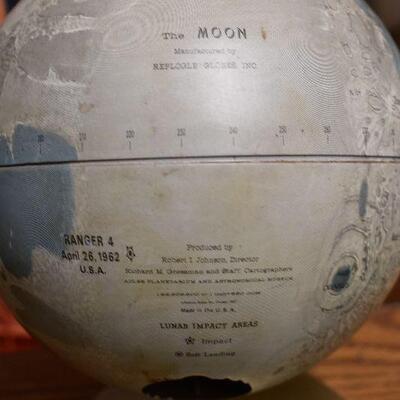 The MOON
Manufactured by
REPLOGLE GLOBES, INC.
RANGER 4
April 26, 1962
U.S.A.
Produced by
Robert I Johnson, Director
Richard M. Grossman and Staff Cartographers
ADLER PLANETARIUM AND ASTRONOMICAL MUSEUM
Made in the U.S.A.
LUNAR IMPACT AREAS
Impact
Soft Landing